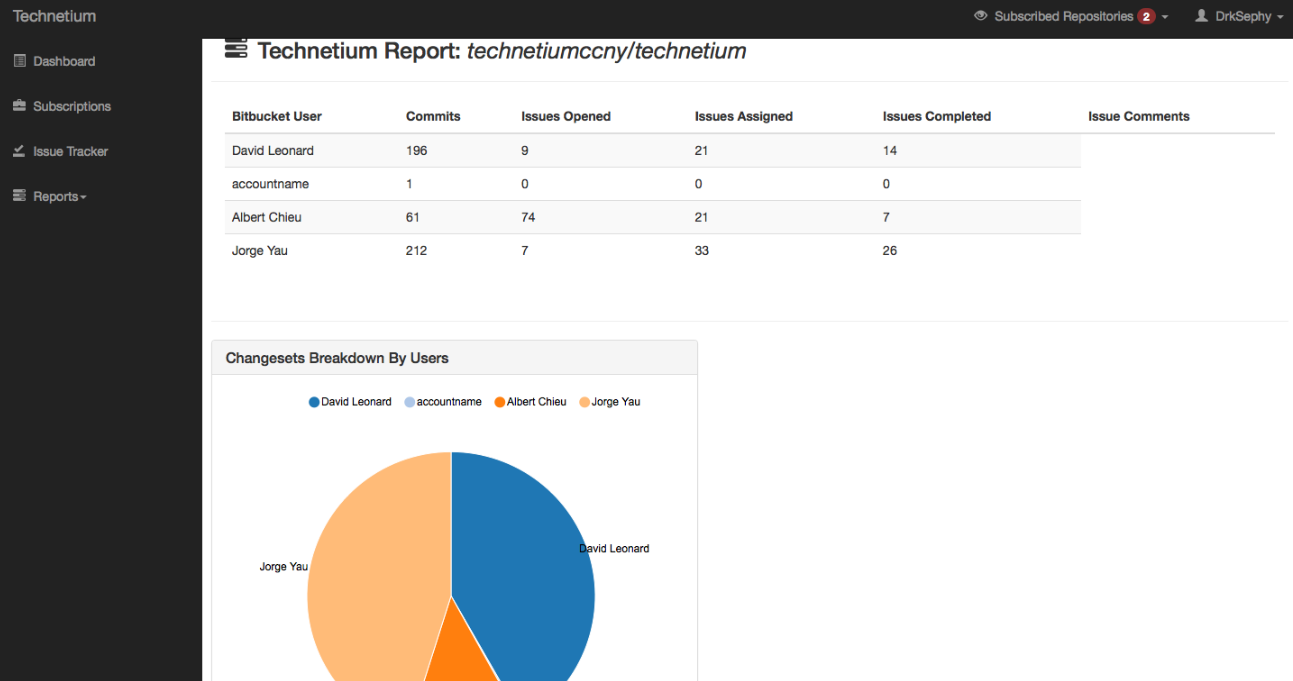 Technetium Subscribed Repositories 2 DrkSephy
Dashboard
Subscriptions
Issue Tracker
Reports
Technetium Report: technetiumccny/technetium
Bitbucket User Commits Issues Opened Issues Assigned Issues Completed Issue Comments
David Leonard 196 9 21 14
accountname 1 0 0 0
Albert Chieu 61 74 21 7
Jorge Yau 212 7 33 26
Changesets Breakdown By Users
David Leonard accountname Albert Chieu Jorge Yau
David Leonard
Jorge Yau